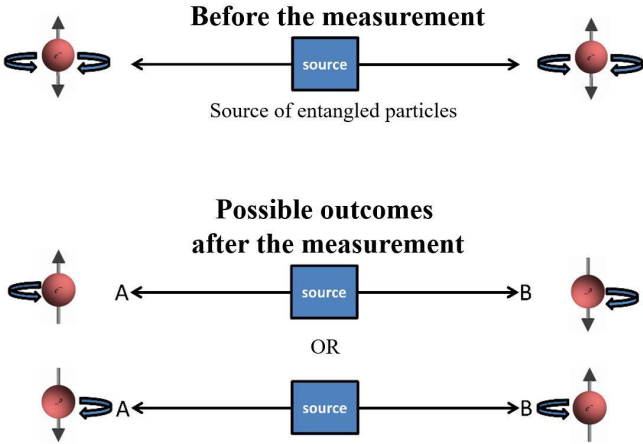 Before the measurement
e⁻
source
e⁻
Source of entangled particles
Possible outcomes
after the measurement
e⁻
A
source
B
e⁻
OR
e⁻
A
source
B
e⁻